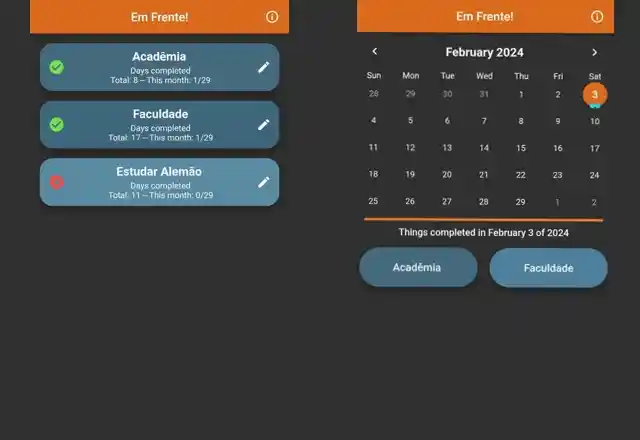 Em Frente!
Acadêmia
Days completed
Total: 8 – This month: 1/29
Faculdade
Days completed
Total: 17 – This month: 1/29
Estudar Alemão
Days completed
Total: 11 – This month: 0/29
Em Frente!
February 2024
Sun Mon Tue Wed Thu Fri Sat
28 29 30 31 1 2 3
4 5 6 7 8 9 10
11 12 13 14 15 16 17
18 19 20 21 22 23 24
25 26 27 28 29 1 2
Things completed in February 3 of 2024
Acadêmia Faculdade